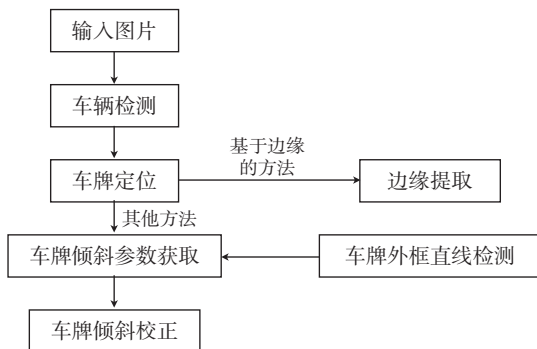 输入图片
车辆检测
基于边缘
的方法
车牌定位
边缘提取
其他方法
车牌倾斜参数获取
车牌外框直线检测
车牌倾斜校正